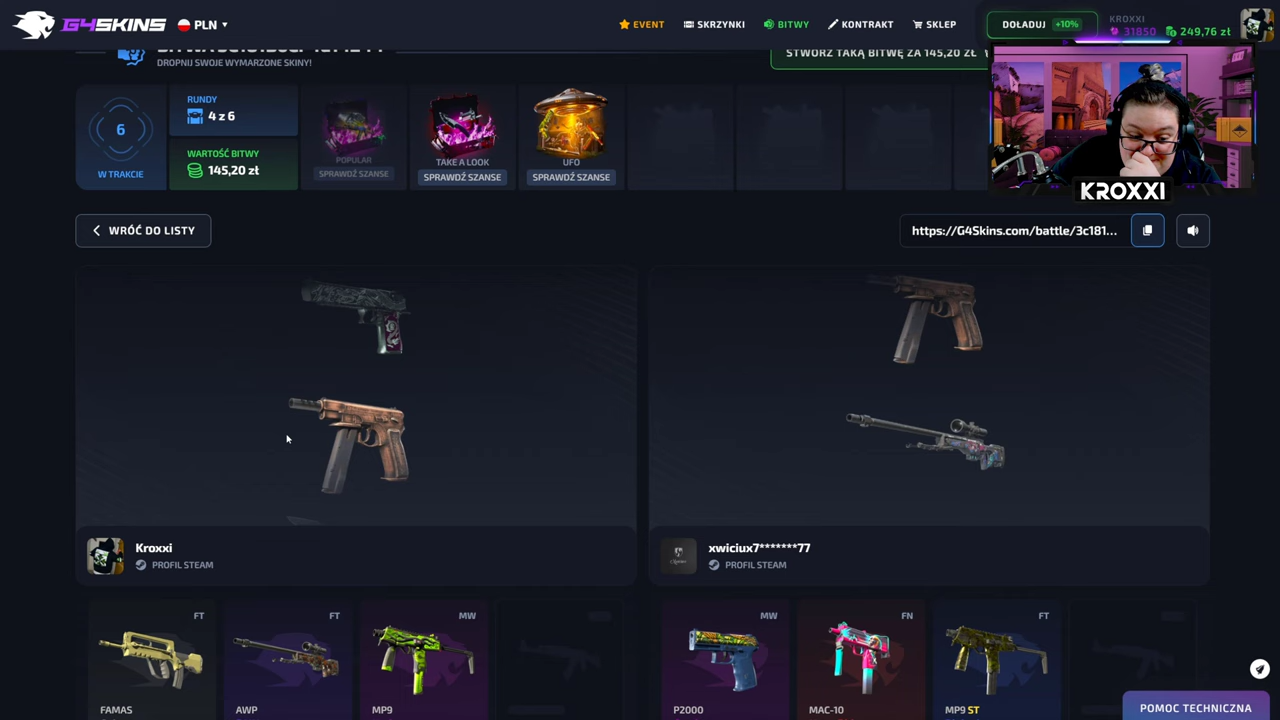 G4SKINS
PLN
EVENT
SKRZYNKI
BITWY
KONTRAKT
SKLEP
DOŁADUJ +10%
KROXXI
31850
249,76 zł
DROPNIJ SWOJE WYMARZONE SKINY!
STWÓRZ TAKĄ BITWĘ ZA 145,20 ZŁ
6
W TRAKCIE
RUNDY
4 z 6
WARTOŚĆ BITWY
145,20 zł
POPULAR
SPRAWDŹ SZANSE
TAKE A LOOK
SPRAWDŹ SZANSE
UFO
SPRAWDŹ SZANSE
KROXXI
WRÓĆ DO LISTY
https://G4Skins.com/battle/3c181...
Kroxxi
PROFIL STEAM
xwiciux7*******77
PROFIL STEAM
FT
FT
MW
MW
FN
FT
FAMAS
AWP
MP9
P2000
MAC-10
MP9 ST
POMOC TECHNICZNA